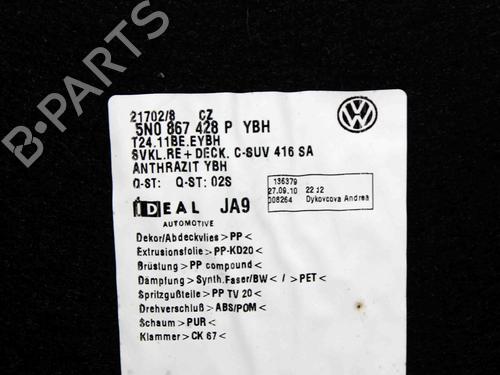 21702/8 CZ
5N0 867 428 P YBH
T24.11BE.EYBH
SVKL.RE+DECK. C-SUV 416 SA
ANTHRAZIT YBH
Q-ST: Q-ST: 02S
136379
27.09.10 22:12
008264 Dykovcova Andrea
IDEAL JA9
AUTOMOTIVE
Dekor/Abdeckvlies >PP<
Extrusionsfolie >PP-KD20<
Brüstung >PP compound<
Dämpfung >Synth.Faser/BW< / >PET<
Spritzgußteile >PP TV 20<
Drehverschluß >ABS/POM<
Schaum >PUR<
Klammer >CK 67<
B-PARTS